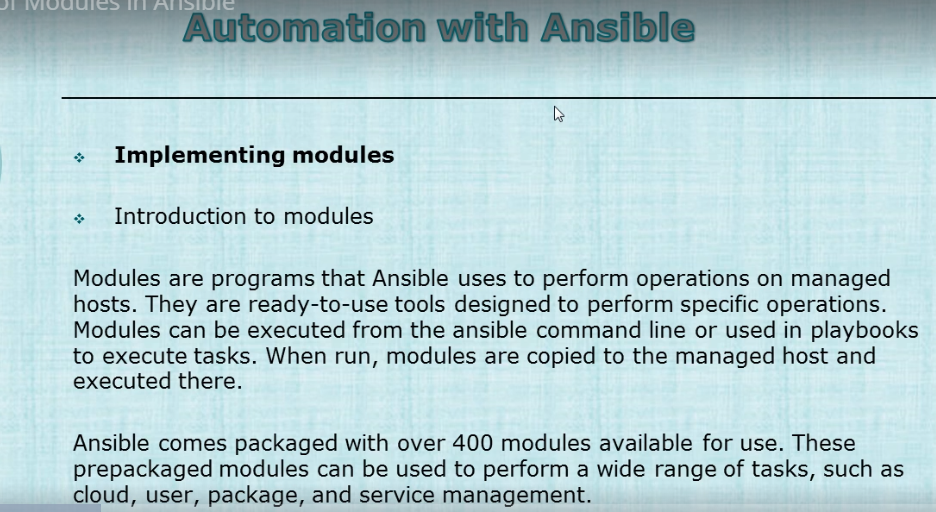 of Modules in Ansible
Automation with Ansible
Implementing modules
Introduction to modules
Modules are programs that Ansible uses to perform operations on managed
hosts. They are ready-to-use tools designed to perform specific operations.
Modules can be executed from the ansible command line or used in playbooks
to execute tasks. When run, modules are copied to the managed host and
executed there.
Ansible comes packaged with over 400 modules available for use. These
prepackaged modules can be used to perform a wide range of tasks, such as
cloud, user, package, and service management.